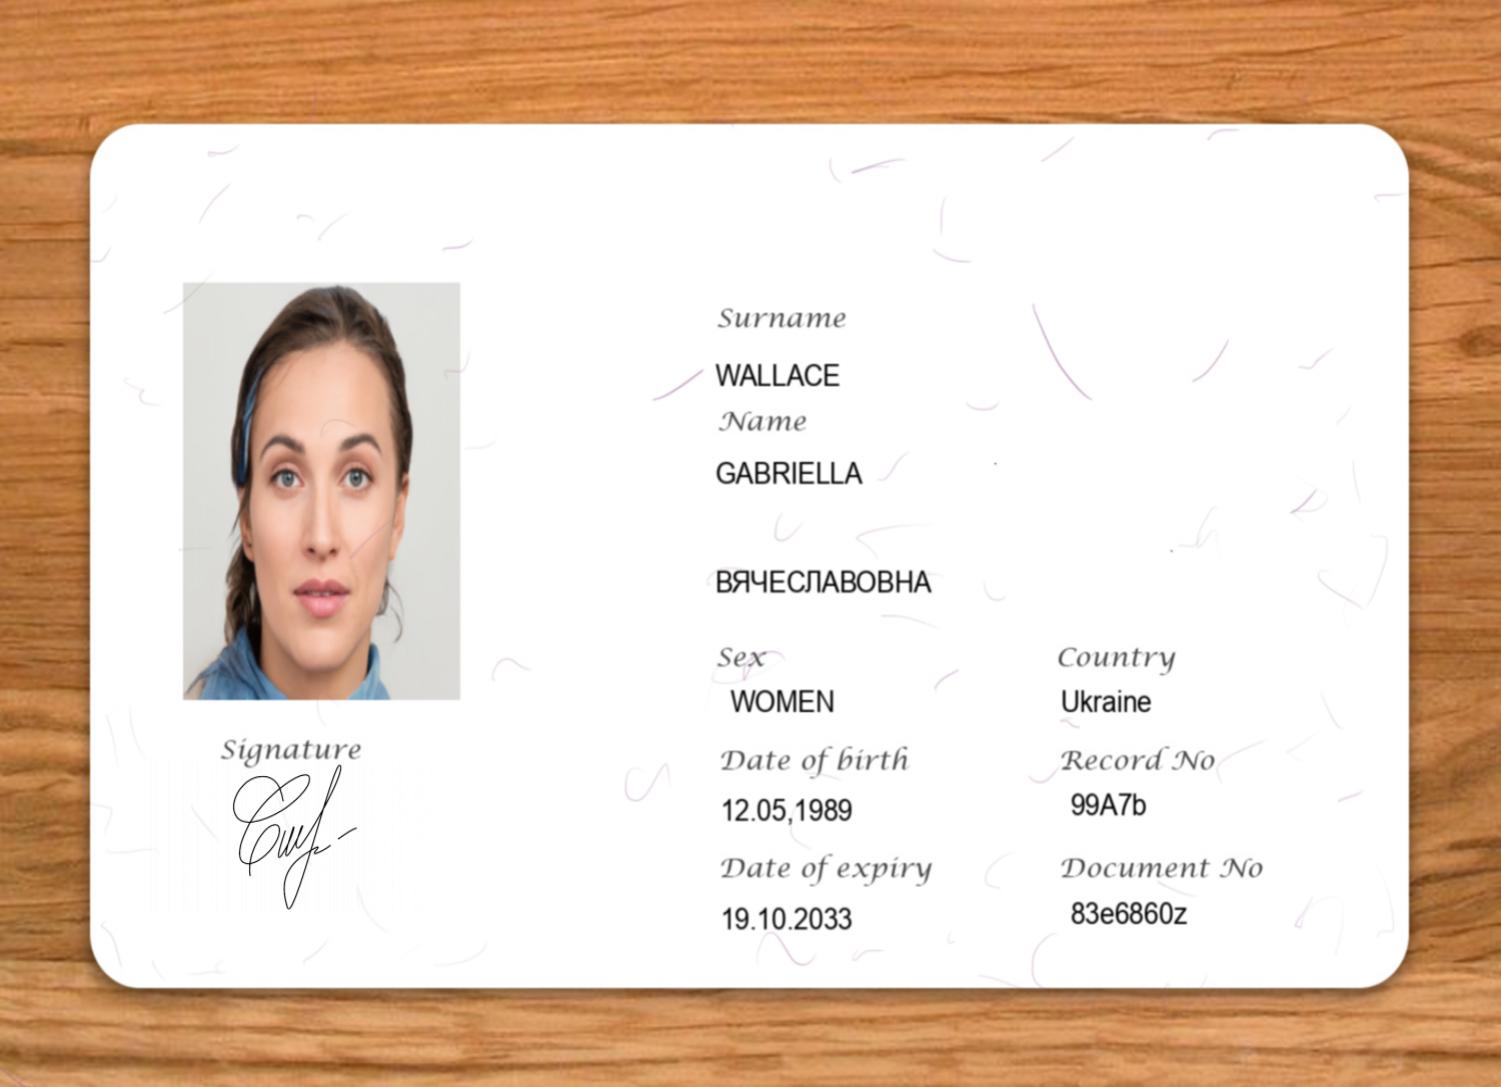 Surname
WALLACE
Name
GABRIELLA
ВЯЧЕСЛАВОВНА
Sex
WOMEN
Country
Ukraine
Date of birth
12.05,1989
Record No
99A7b
Date of expiry
19.10.2033
Document No
83e6860z
Signature